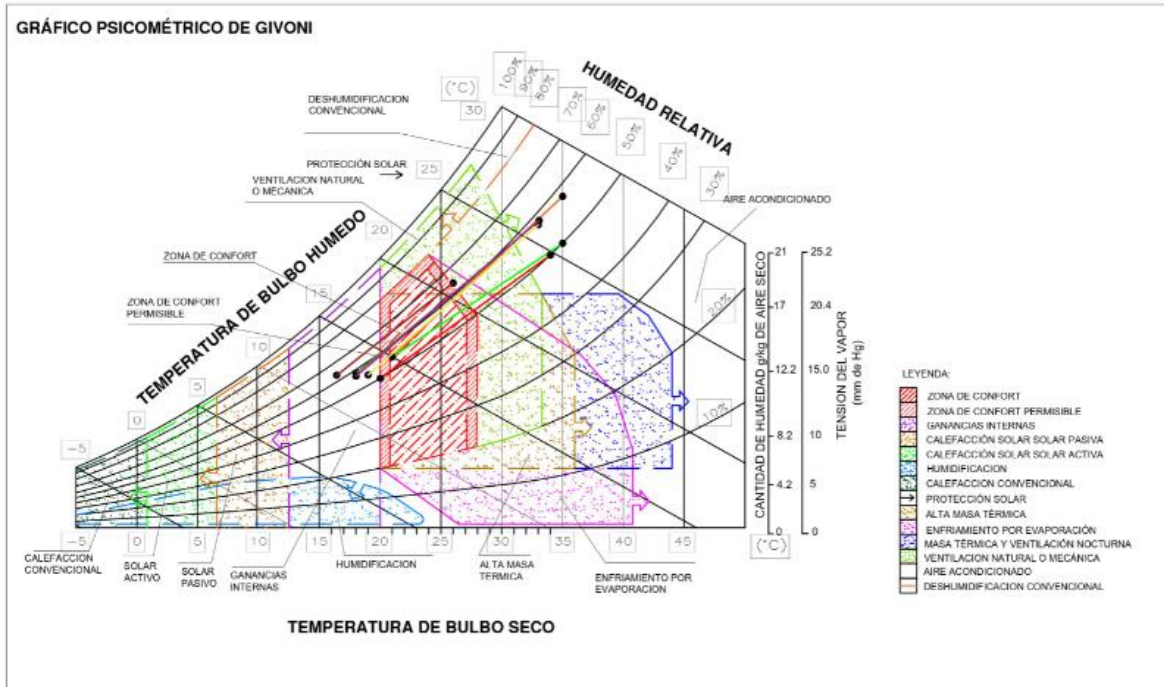 GRÁFICO PSICOMÉTRICO DE GIVONI
DESHUMIDIFICACION
CONVENCIONAL
(°C)
30
100%
90%
80%
70%
60%
50%
40%
30%
HUMEDAD RELATIVA
PROTECCIÓN SOLAR
25
VENTILACION NATURAL
O MECANICA
AIRE ACONDICIONADO
20
TEMPERATURA DE BULBO HUMEDO
ZONA DE CONFORT
15
ZONA DE CONFORT
PERMISIBLE
10
5
0
-5
20%
10%
21
17
12.2
8.2
4.2
0
CANTIDAD DE HUMEDAD g/kg DE AIRE SECO
25.2
20.4
15.0
10
5
0
TENSION DEL VAPOR
(mm de Hg)
-5 0 5 10 15 20 25 30 35 40 45 (°C)
CALEFACCIÓN
CONVENCIONAL
SOLAR
ACTIVO
SOLAR
PASIVO
GANANCIAS
INTERNAS
HUMIDIFICACION
ALTA MASA
TERMICA
ENFRIAMIENTO POR
EVAPORACION
TEMPERATURA DE BULBO SECO
LEYENDA:
ZONA DE CONFORT
ZONA DE CONFORT PERMISIBLE
GANANCIAS INTERNAS
CALEFACCIÓN SOLAR SOLAR PASIVA
CALEFACCIÓN SOLAR SOLAR ACTIVA
HUMIDIFICACION
CALEFACCION CONVENCIONAL
PROTECCIÓN SOLAR
ALTA MASA TÈRMICA
ENFRIAMIENTO POR EVAPORACIÓN
MASA TÉRMICA Y VENTILACIÓN NOCTURNA
VENTILACIÓN NATURAL O MECÁNICA
AIRE ACONDICIONADO
DESHUMIDIFICACIÓN CONVENCIONAL